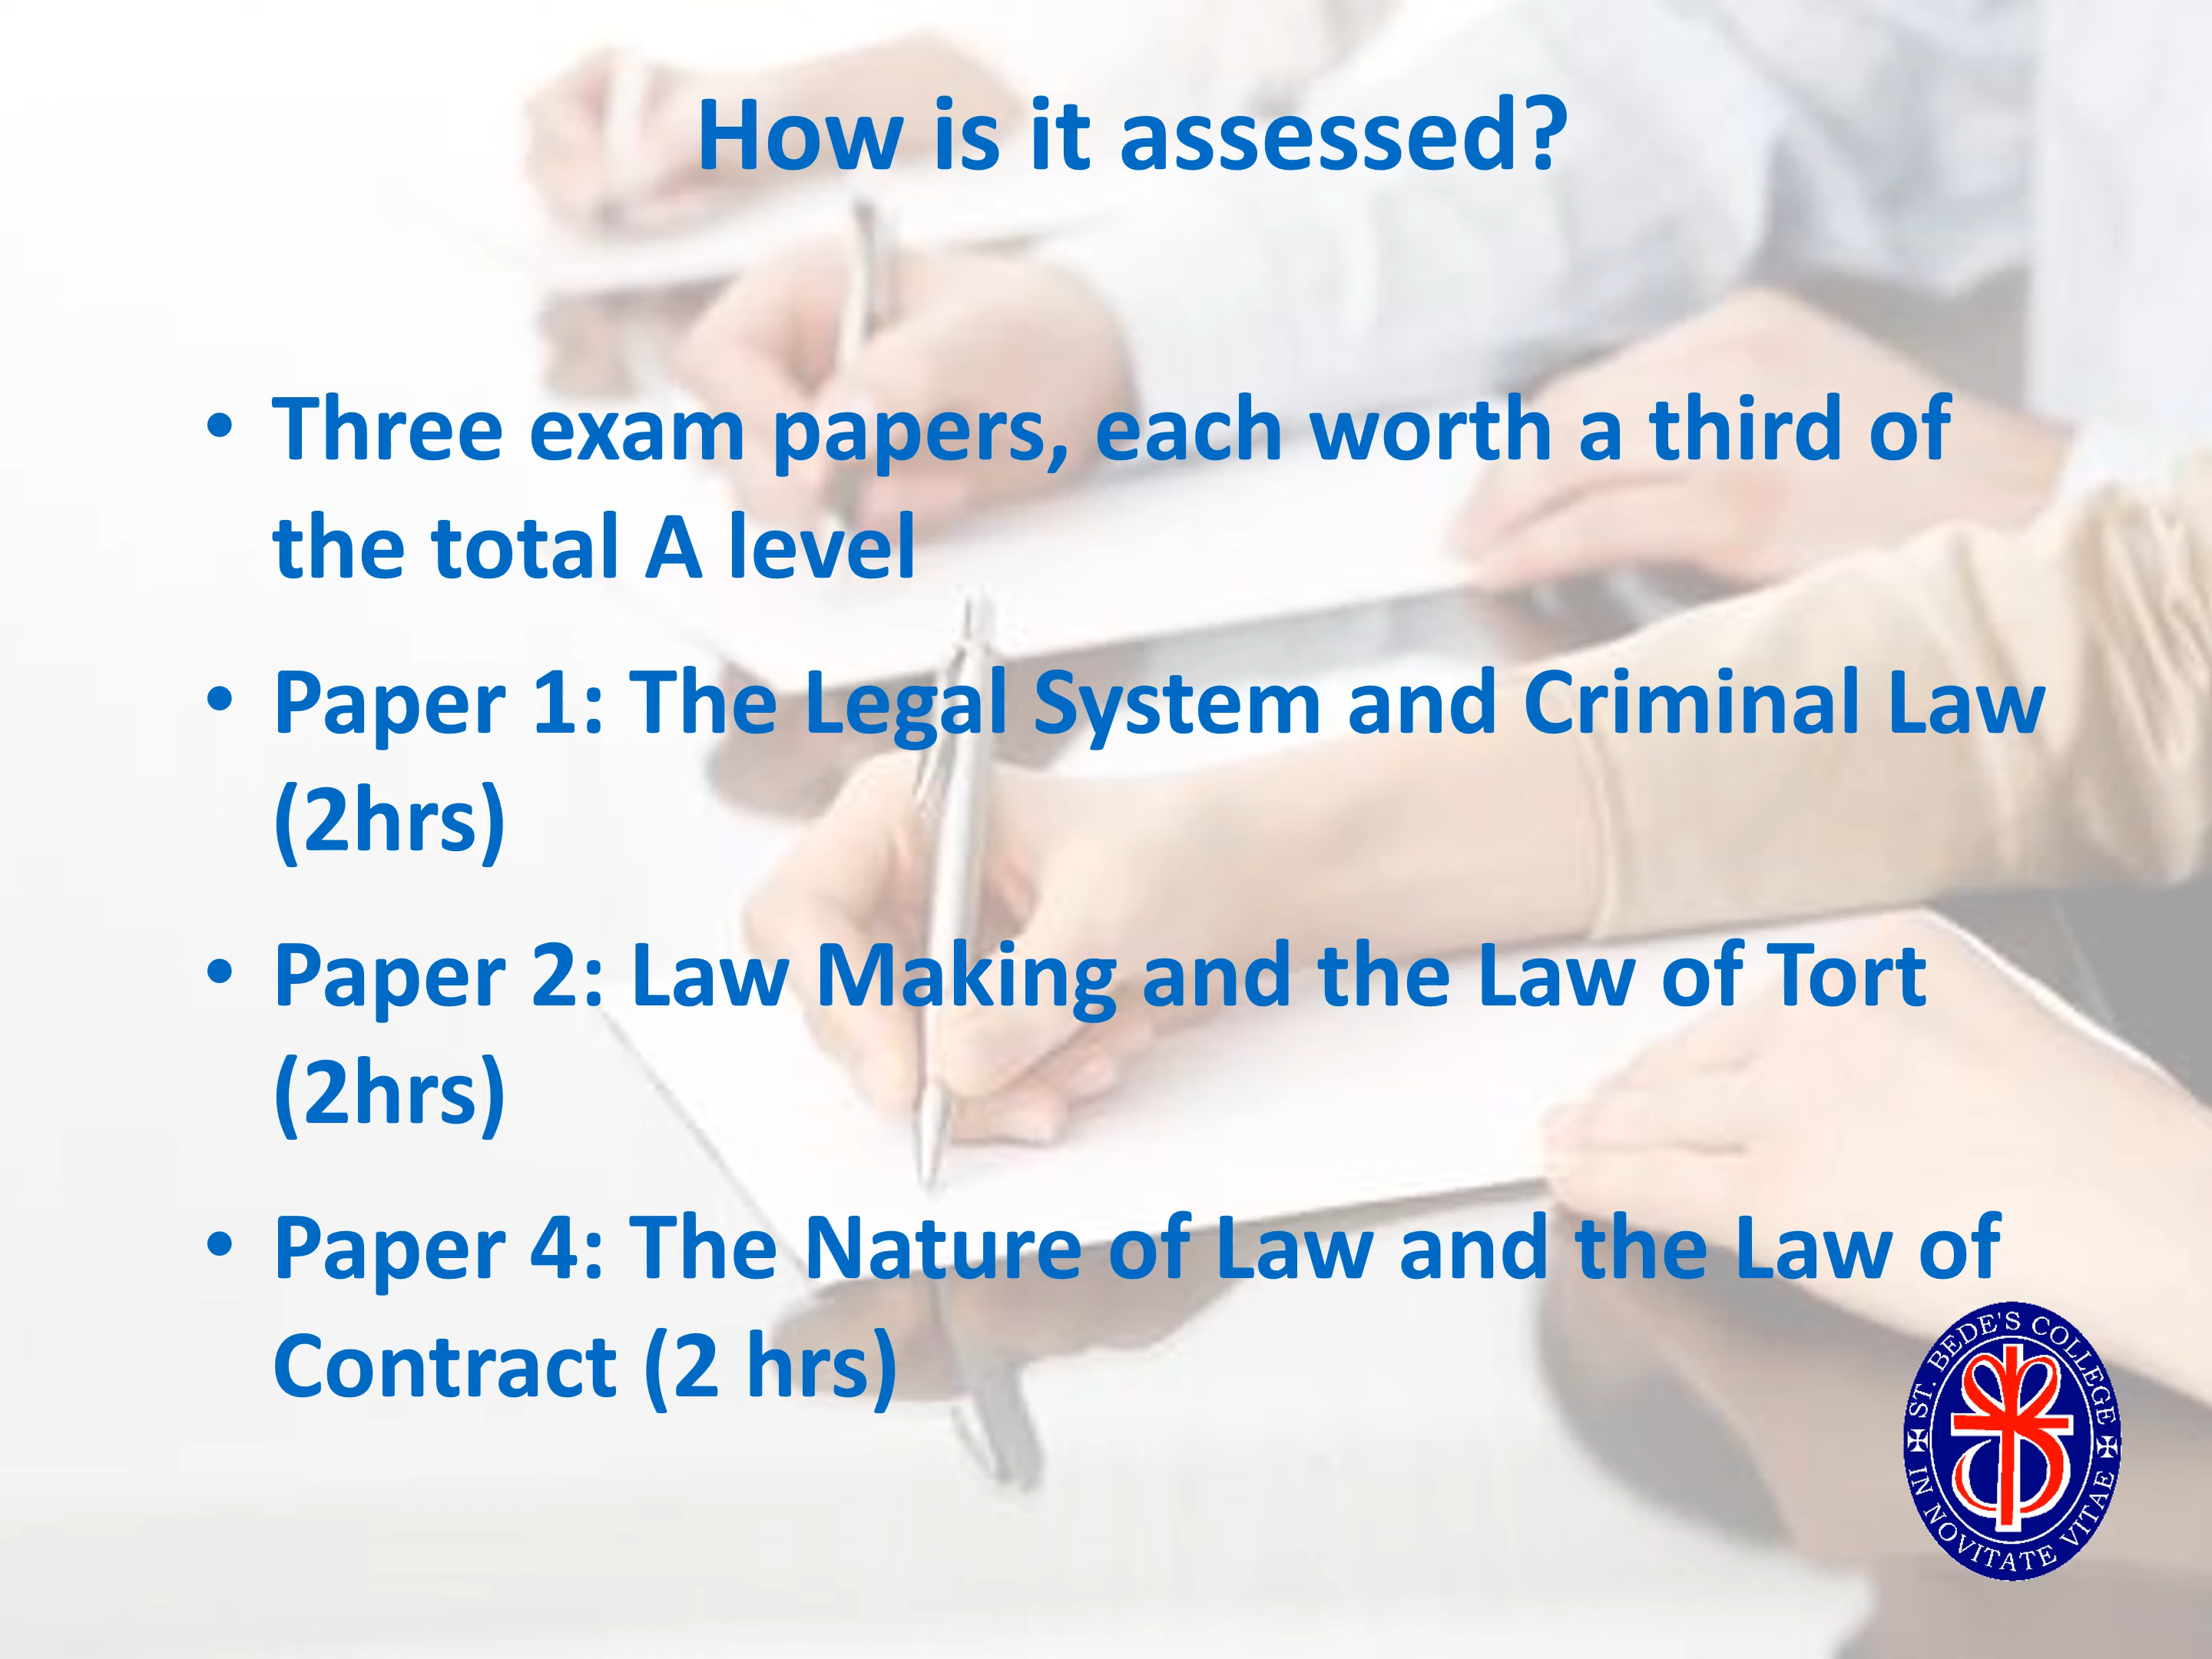 How is it assessed?
• Three exam papers, each worth a third of
the total A level
• Paper 1: The Legal System and Criminal Law
(2hrs)
• Paper 2: Law Making and the Law of Tort
(2hrs)
• Paper 4: The Nature of Law and the Law of
Contract (2 hrs)
ST. BEDE'S COLLEGE
IN NOVITATE VITAE